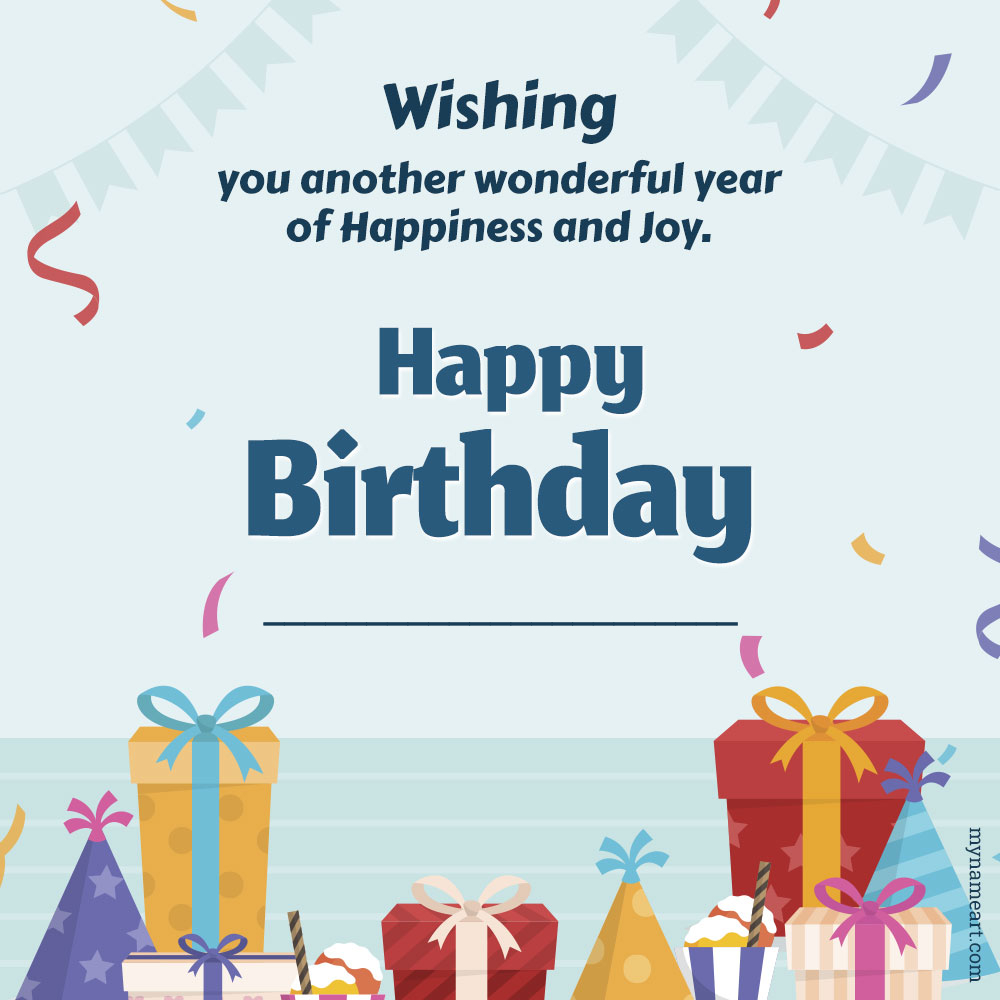 Wishing
you another wonderful year
of Happiness and Joy.
Happy
Birthday
mynameart.com